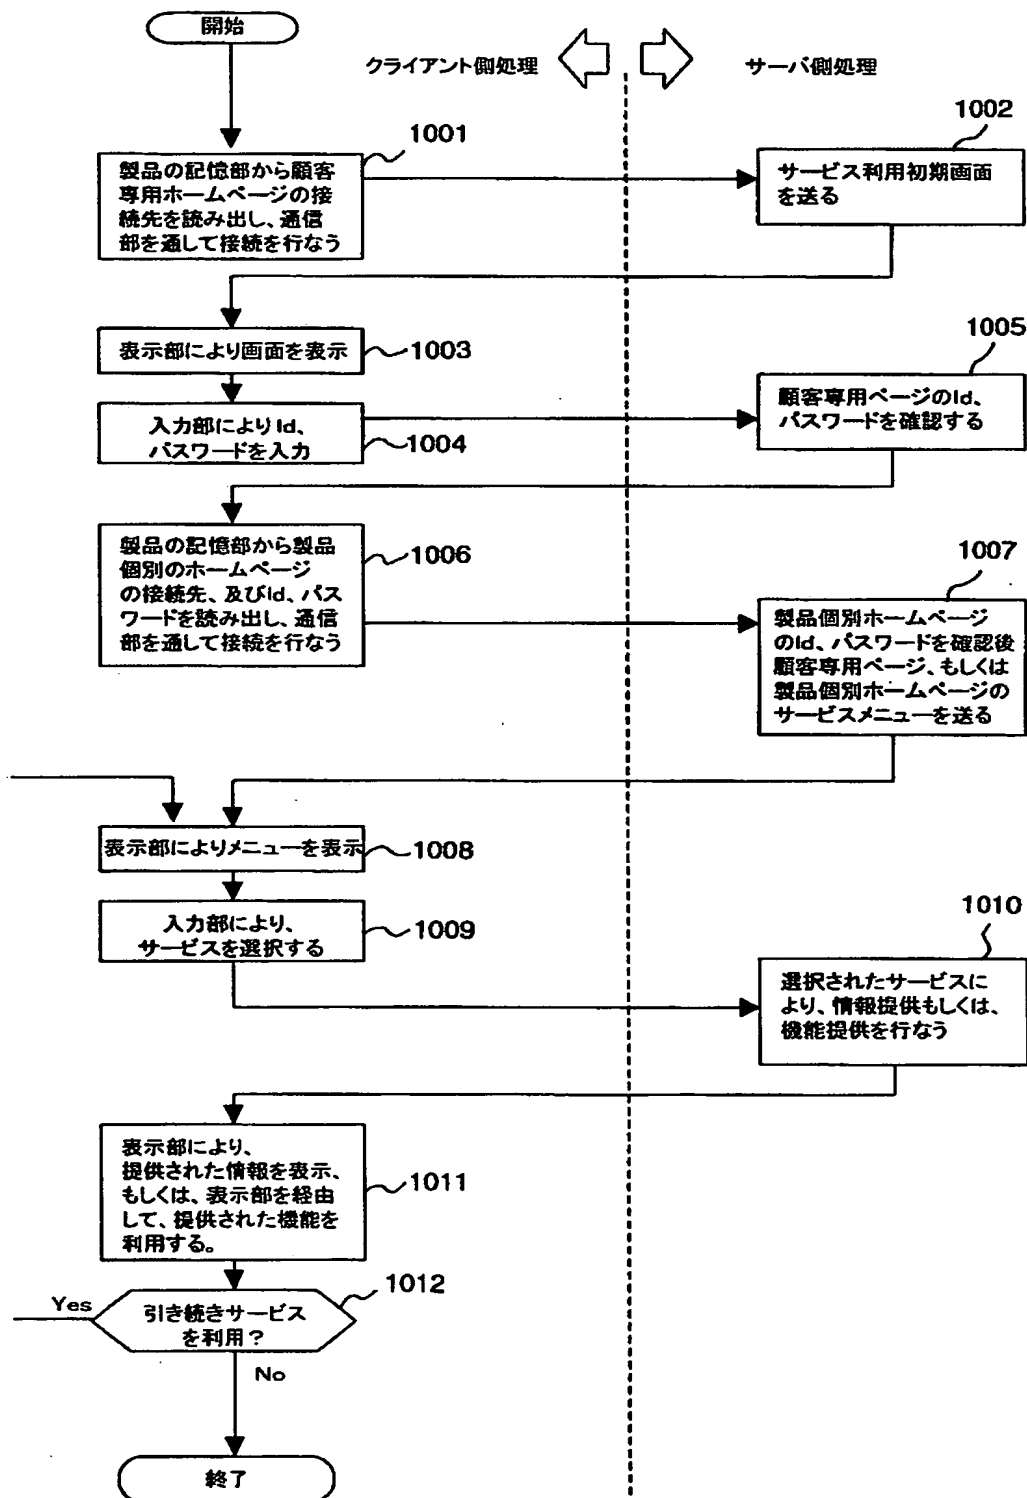 開始
クライアント側処理
サーバ側処理
1001
1002
製品の記憶部から顧客
専用ホームページの接
続先を読み出し、通信
部を通して接続を行なう
サービス利用初期画面
を送る
表示部により画面を表示
1003
1005
入力部によりId、
パスワードを入力
1004
顧客専用ページのId、
パスワードを確認する
製品の記憶部から製品
個別のホームページ
の接続先、及びId、パス
ワードを読み出し、通信
部を通して接続を行なう
1006
1007
製品個別ホームページ
のId、パスワードを確認後
顧客専用ページ、もしくは
製品個別ホームページの
サービスメニューを送る
表示部によりメニューを表示
1008
入力部により、
サービスを選択する
1009
1010
選択されたサービスに
より、情報提供もしくは、
機能提供を行なう
表示部により、
提供された情報を表示、
もしくは、表示部を経由
して、提供された機能を
利用する。
1011
1012
Yes
引き続きサービス
を利用?
No
終了